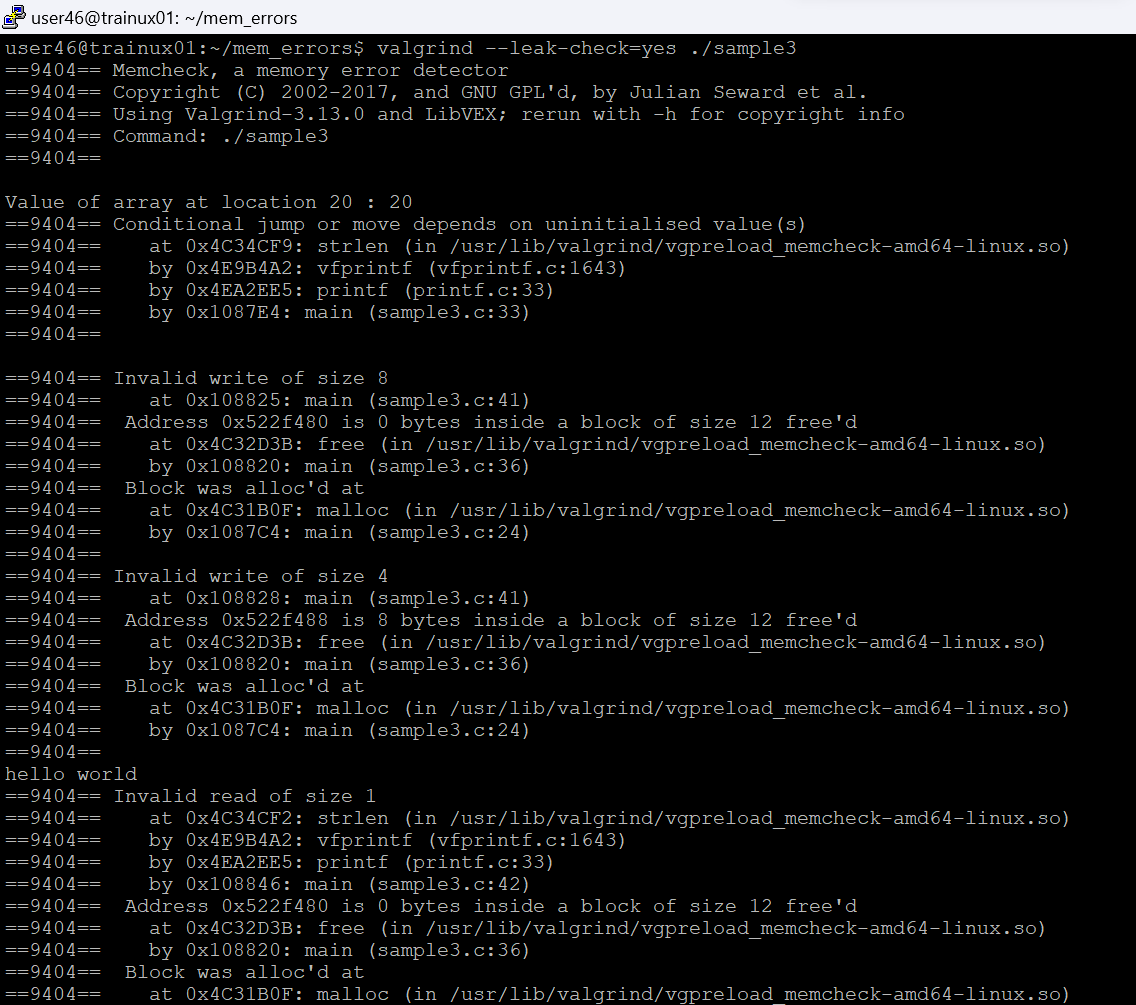 user46@trainux01: ~/mem_errors
user46@trainux01:~/mem_errors$ valgrind --leak-check=yes ./sample3
==9404== Memcheck, a memory error detector
==9404== Copyright (C) 2002-2017, and GNU GPL'd, by Julian Seward et al.
==9404== Using Valgrind-3.13.0 and LibVEX; rerun with -h for copyright info
==9404== Command: ./sample3
==9404==
Value of array at location 20 : 20
==9404== Conditional jump or move depends on uninitialised value(s)
==9404==    at 0x4C34CF9: strlen (in /usr/lib/valgrind/vgpreload_memcheck-amd64-linux.so)
==9404==    by 0x4E9B4A2: vfprintf (vfprintf.c:1643)
==9404==    by 0x4EA2EE5: printf (printf.c:33)
==9404==    by 0x1087E4: main (sample3.c:33)
==9404==
==9404== Invalid write of size 8
==9404==    at 0x108825: main (sample3.c:41)
==9404==  Address 0x522f480 is 0 bytes inside a block of size 12 free'd
==9404==    at 0x4C32D3B: free (in /usr/lib/valgrind/vgpreload_memcheck-amd64-linux.so)
==9404==    by 0x108820: main (sample3.c:36)
==9404==  Block was alloc'd at
==9404==    at 0x4C31B0F: malloc (in /usr/lib/valgrind/vgpreload_memcheck-amd64-linux.so)
==9404==    by 0x1087C4: main (sample3.c:24)
==9404==
==9404== Invalid write of size 4
==9404==    at 0x108828: main (sample3.c:41)
==9404==  Address 0x522f488 is 8 bytes inside a block of size 12 free'd
==9404==    at 0x4C32D3B: free (in /usr/lib/valgrind/vgpreload_memcheck-amd64-linux.so)
==9404==    by 0x108820: main (sample3.c:36)
==9404==  Block was alloc'd at
==9404==    at 0x4C31B0F: malloc (in /usr/lib/valgrind/vgpreload_memcheck-amd64-linux.so)
==9404==    by 0x1087C4: main (sample3.c:24)
==9404==
hello world
==9404== Invalid read of size 1
==9404==    at 0x4C34CF2: strlen (in /usr/lib/valgrind/vgpreload_memcheck-amd64-linux.so)
==9404==    by 0x4E9B4A2: vfprintf (vfprintf.c:1643)
==9404==    by 0x4EA2EE5: printf (printf.c:33)
==9404==    by 0x108846: main (sample3.c:42)
==9404==  Address 0x522f480 is 0 bytes inside a block of size 12 free'd
==9404==    at 0x4C32D3B: free (in /usr/lib/valgrind/vgpreload_memcheck-amd64-linux.so)
==9404==    by 0x108820: main (sample3.c:36)
==9404==  Block was alloc'd at
==9404==    at 0x4C31B0F: malloc (in /usr/lib/valgrind/vgpreload_memcheck-amd64-linux.so)